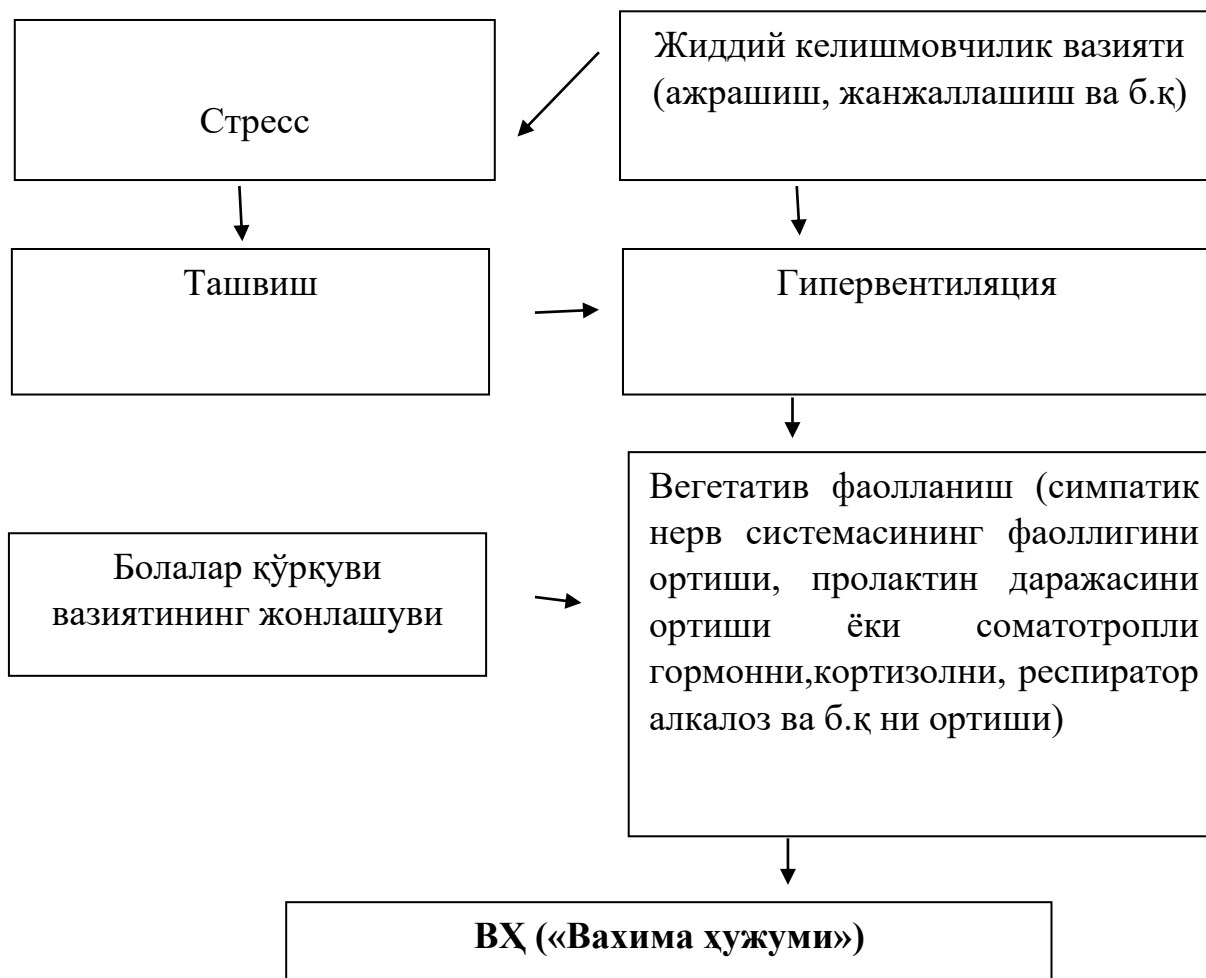 Жиддий келишмовчилик вазияти
(ажрашиш, жанжаллашиш ва б.қ)
Стресс
Ташвиш
Гипервентиляция
Вегетатив фаолланиш (симпатик
нерв системасининг фаоллигини
ортиши, пролактин даражасини
ортиши ёки соматотропли
гормонни,кортизолни, респиратор
алкалоз ва б.қ ни ортиши)
Болалар қўрқуви
вазиятининг жонлашуви
ВҲ («Вахима ҳужуми»)